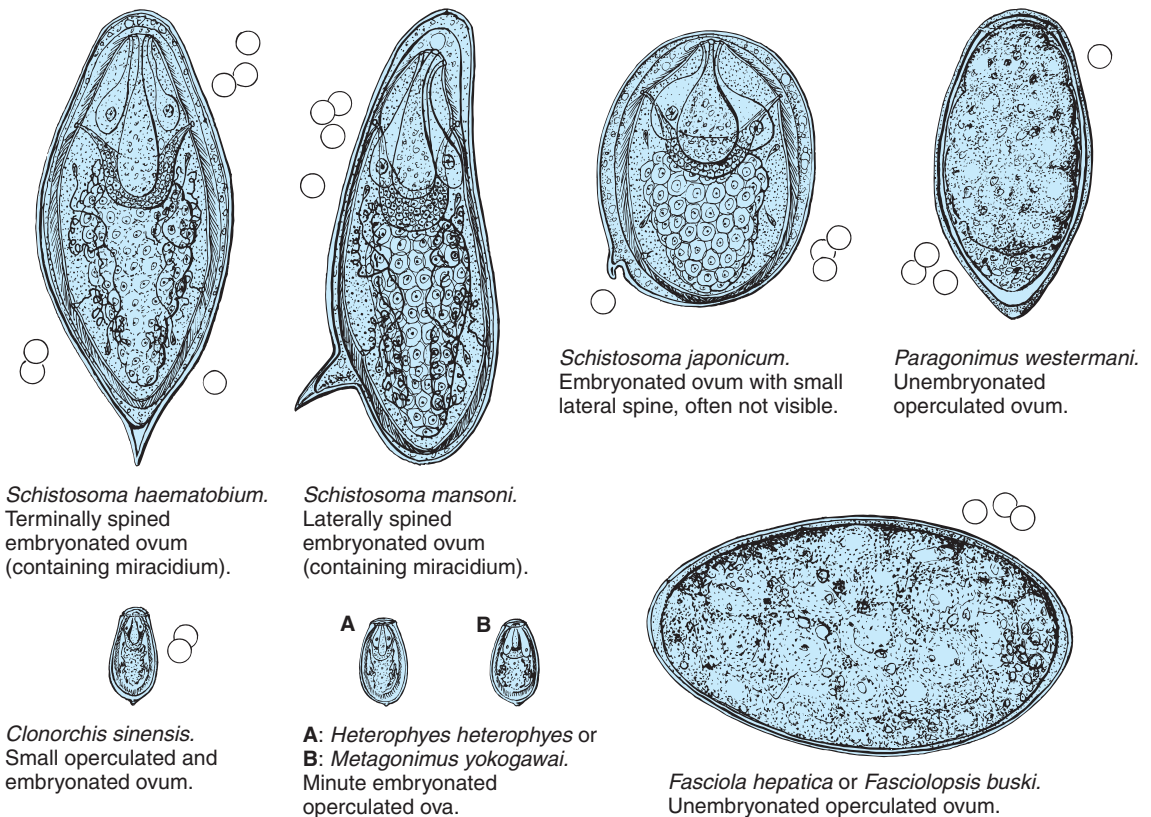 Schistosoma haematobium.
Terminally spined
embryonated ovum
(containing miracidium).
Schistosoma mansoni.
Laterally spined
embryonated ovum
(containing miracidium).
Schistosoma japonicum.
Embryonated ovum with small
lateral spine, often not visible.
Paragonimus westermani.
Unembryonated
operculated ovum.
Clonorchis sinensis.
Small operculated and
embryonated ovum.
A
B
A: Heterophyes heterophyes or
B: Metagonimus yokogawai.
Minute embryonated
operculated ova.
Fasciola hepatica or Fasciolopsis buski.
Unembryonated operculated ovum.